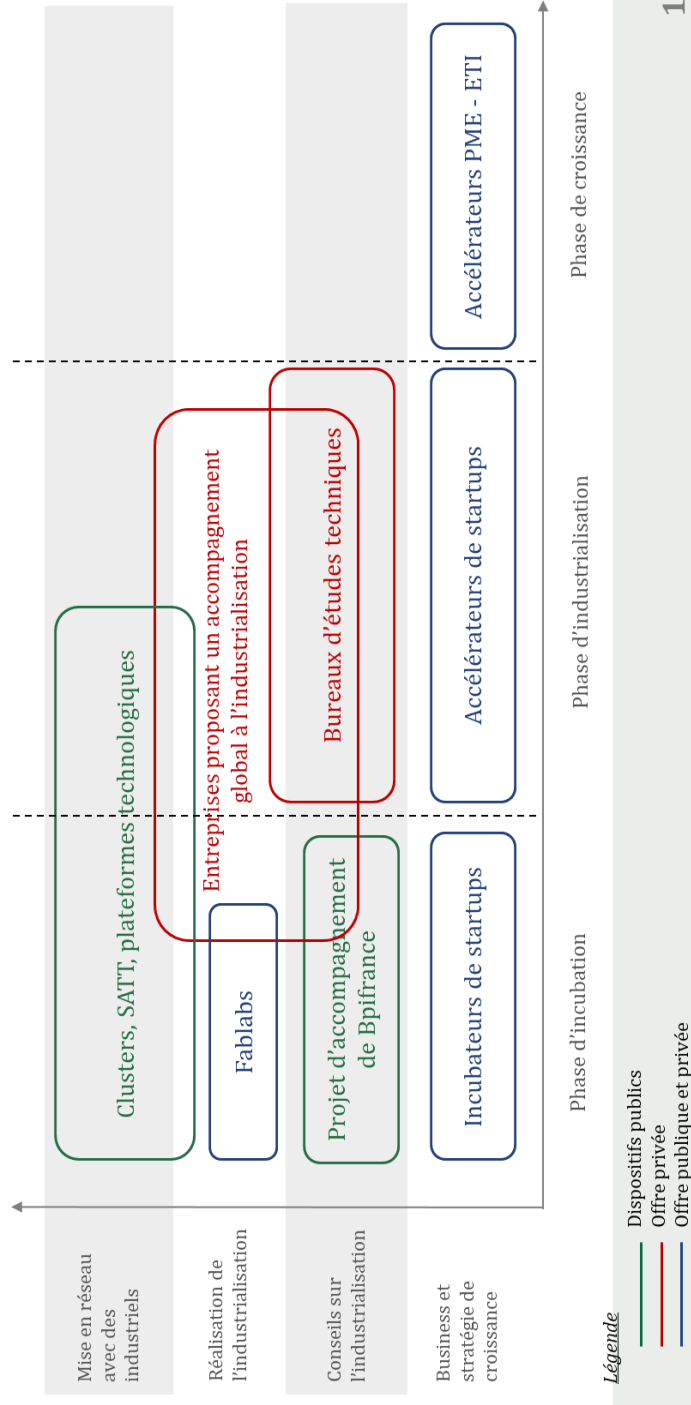 Mise en réseau
avec des
industriels
Clusters, SATT, plateformes technologiques
Réalisation de
l'industrialisation
Fablabs
Entreprises proposant un accompagnement
global à l'industrialisation
Conseils sur
l'industrialisation
Projet d'accompagnement
de Bpifrance
Bureaux d'études techniques
Business et
stratégie de
croissance
Incubateurs de startups
Accélérateurs de startups
Accélérateurs PME - ETI
Phase d'incubation
Phase d'industrialisation
Phase de croissance
Légende
Dispositifs publics
Offre privée
Offre publique et privée
1